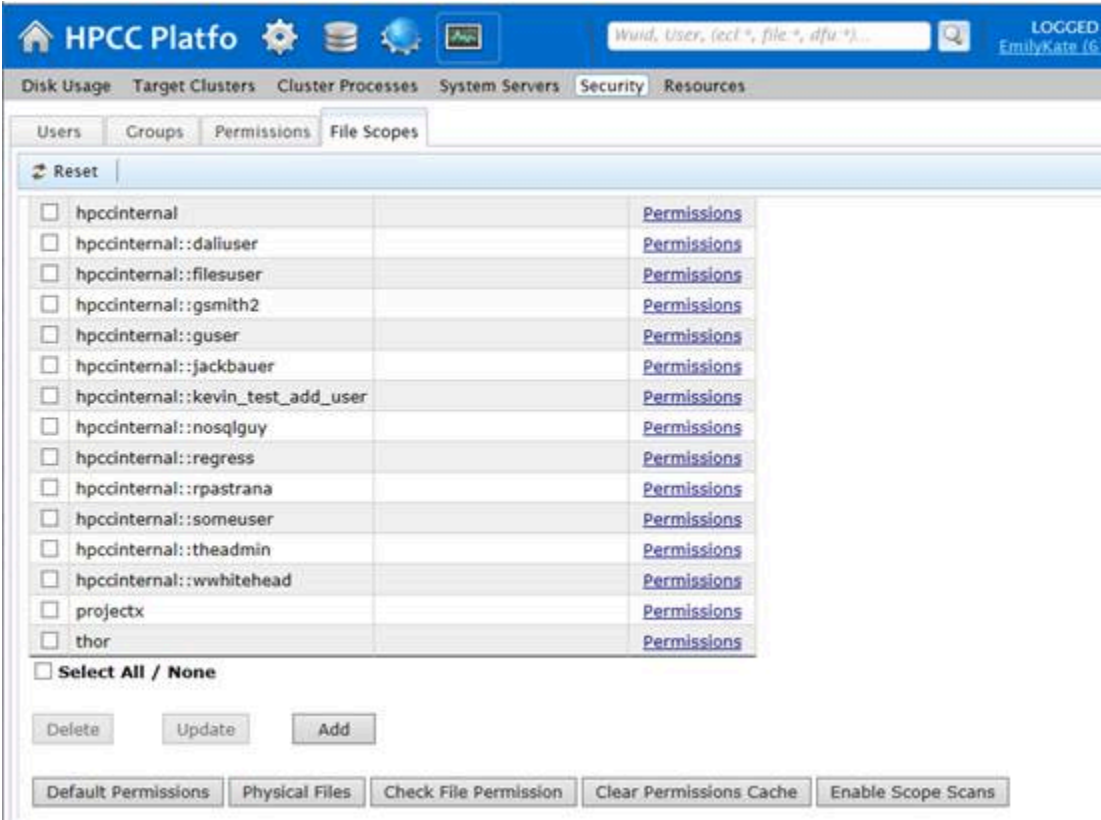 HPCC Platfo Wuid, User, (ecl:*, file:*, dfu:*)... LOGGED
EmilyKate (6
Disk Usage Target Clusters Cluster Processes System Servers Security Resources
Users Groups Permissions File Scopes
Reset
hpccinternal Permissions
hpccinternal::daliuser Permissions
hpccinternal::filesuser Permissions
hpccinternal::gsmith2 Permissions
hpccinternal::guser Permissions
hpccinternal::jackbauer Permissions
hpccinternal::kevin_test_add_user Permissions
hpccinternal::nosqlguy Permissions
hpccinternal::regress Permissions
hpccinternal::rpastrana Permissions
hpccinternal::someuser Permissions
hpccinternal::theadmin Permissions
hpccinternal::wwhitehead Permissions
projectx Permissions
thor Permissions
Select All / None
Delete Update Add
Default Permissions Physical Files Check File Permission Clear Permissions Cache Enable Scope Scans